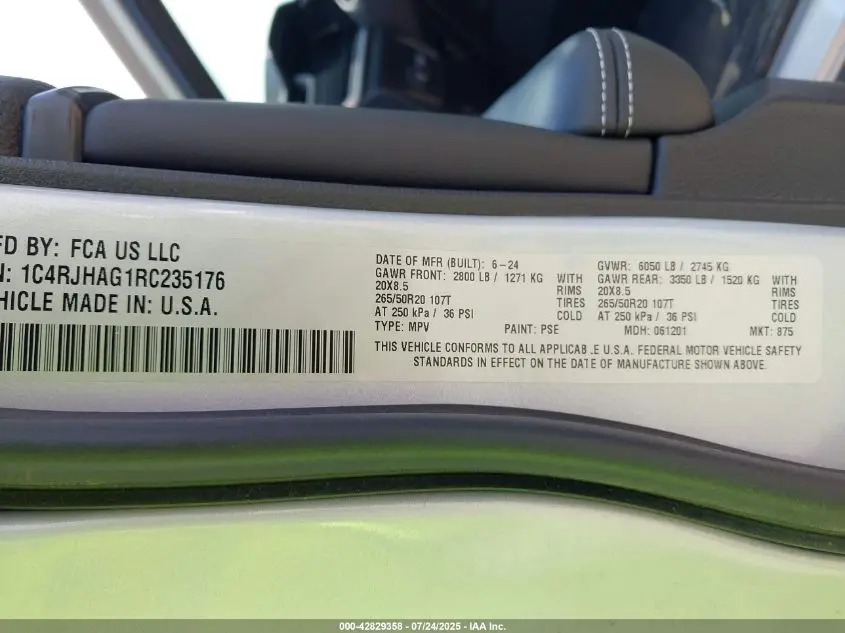 FD BY: FCA US LLC
N: 1C4RJHAG1RC235176
EHICLE MADE IN: U.S.A.
DATE OF MFR (BUILT): 6-24
GAWR FRONT: 2800 LB / 1271 KG WITH
20X8.5 RIMS
265/50R20 107T TIRES
AT 250 kPa / 36 PSI COLD
TYPE: MPV PAINT: PSE
GVWR: 6050 LB / 2745 KG
GAWR REAR: 3350 LB / 1520 KG WITH
20X8.5 RIMS
265/50R20 107T TIRES
AT 250 kPa / 36 PSI COLD
MDH: 061201 MKT: 875
THIS VEHICLE CONFORMS TO ALL APPLICAB.E U.S.A. FEDERAL MOTOR VEHICLE SAFETY
STANDARDS IN EFFECT ON THE DATE OF MANUFACTURE SHOWN ABOVE.
000-42829358 - 07/24/2025 - IAA Inc.